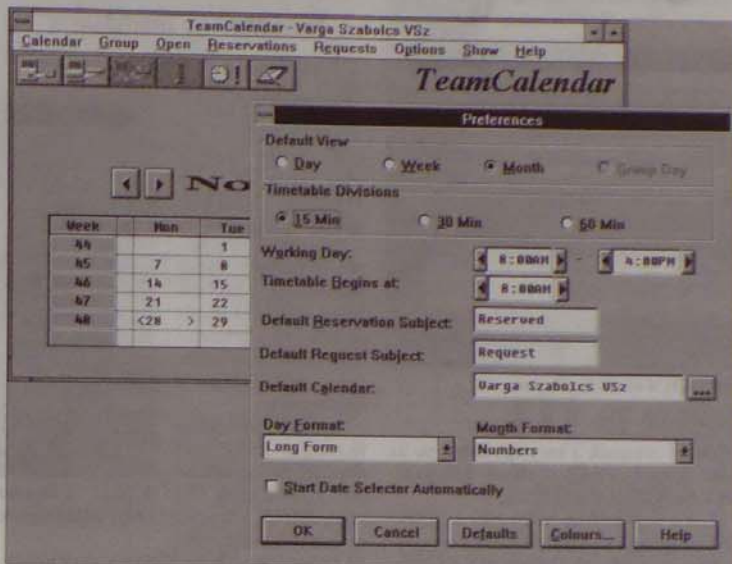 TeamCalendar - Varga Szabolcs VSz
Calendar Group Open Reservations Requests Options Show Help
TeamCalendar
No
Week Mon Tue
44 1
45 7 8
46 14 15
47 21 22
48 <28 > 29
Preferences
Default View
Day Week Month Group Day
Timetable Divisions
15 Min 30 Min 60 Min
Working Day: 8:00AM - 4:00PM
Timetable Begins at: 8:00AM
Default Reservation Subject: Reserved
Default Request Subject: Request
Default Calendar: Varga Szabolcs VSz ...
Day Format: Month Format:
Long Form Numbers
Start Date Selector Automatically
OK Cancel Defaults Colours... Help